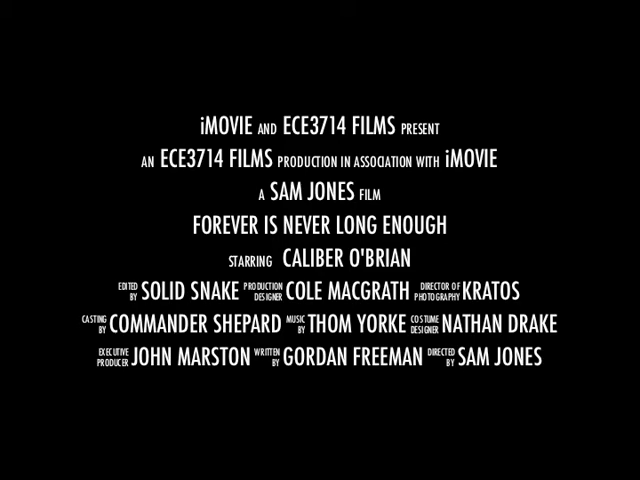 iMOVIE AND ECE3714 FILMS PRESENT
AN ECE3714 FILMS PRODUCTION IN ASSOCIATION WITH iMOVIE
A SAM JONES FILM
FOREVER IS NEVER LONG ENOUGH
STARRING CALIBER O'BRIAN
EDITED BY SOLID SNAKE PRODUCTION DESIGNER COLE MACGRATH DIRECTOR OF PHOTOGRAPHY KRATOS
CASTING BY COMMANDER SHEPARD MUSIC BY THOM YORKE COSTUME DESIGNER NATHAN DRAKE
EXECUTIVE PRODUCER JOHN MARSTON WRITTEN BY GORDAN FREEMAN DIRECTED BY SAM JONES